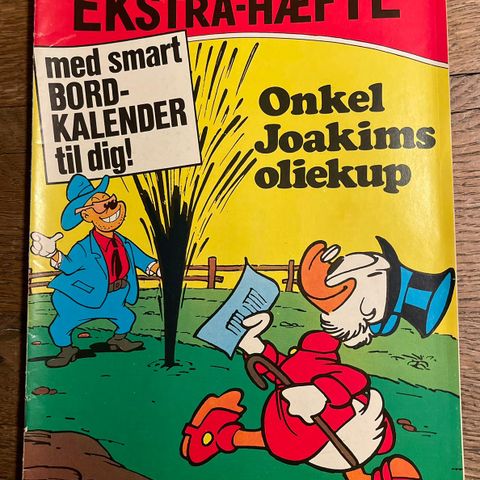 EKSTRA-HÆFTE
med smart
BORD-
KALENDER
til dig!
Onkel
Joakims
oliekup